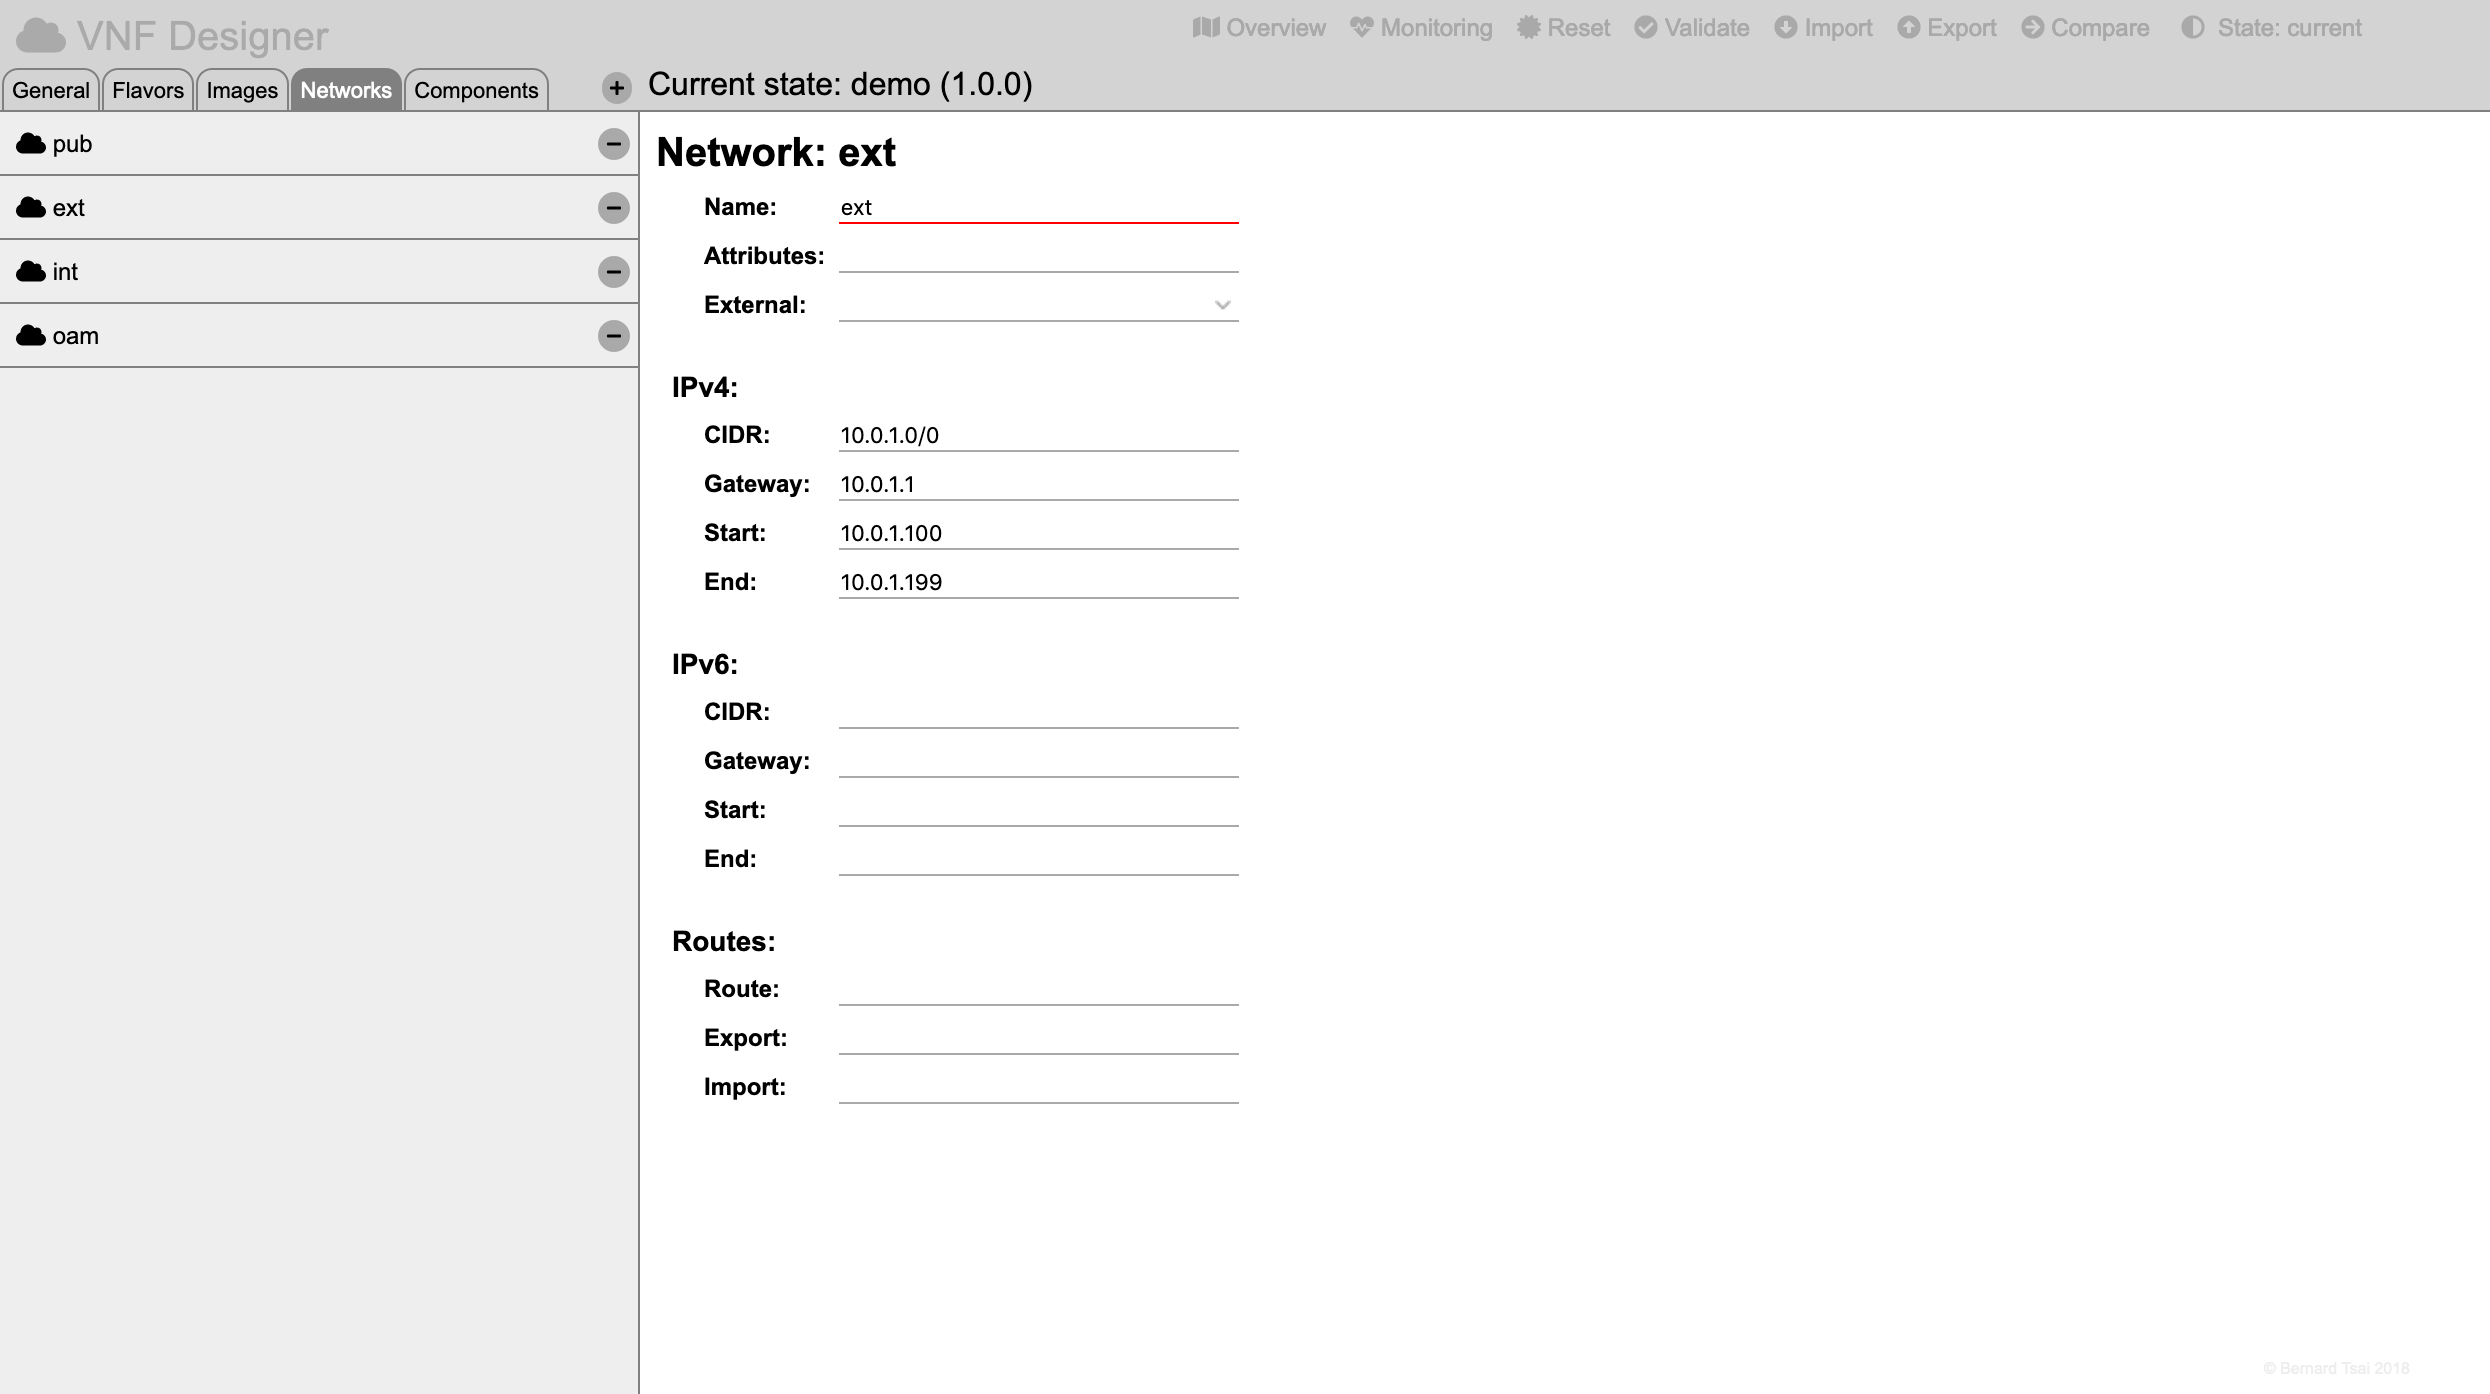 VNF Designer
Overview Monitoring Reset Validate Import Export Compare State: current
General Flavors Images Networks Components
Current state: demo (1.0.0)
pub
ext
int
oam
Network: ext
Name: ext
Attributes:
External:
IPv4:
CIDR: 10.0.1.0/0
Gateway: 10.0.1.1
Start: 10.0.1.100
End: 10.0.1.199
IPv6:
CIDR:
Gateway:
Start:
End:
Routes:
Route:
Export:
Import:
© Bernard Tsai 2018